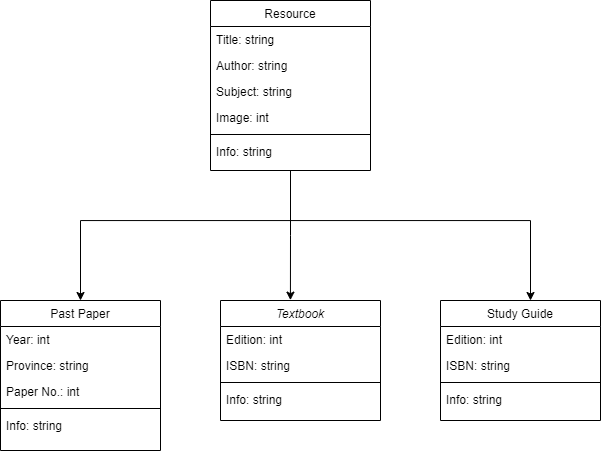 Resource
Title: string
Author: string
Subject: string
Image: int
Info: string
Past Paper
Year: int
Province: string
Paper No.: int
Info: string
Textbook
Edition: int
ISBN: string
Info: string
Study Guide
Edition: int
ISBN: string
Info: string